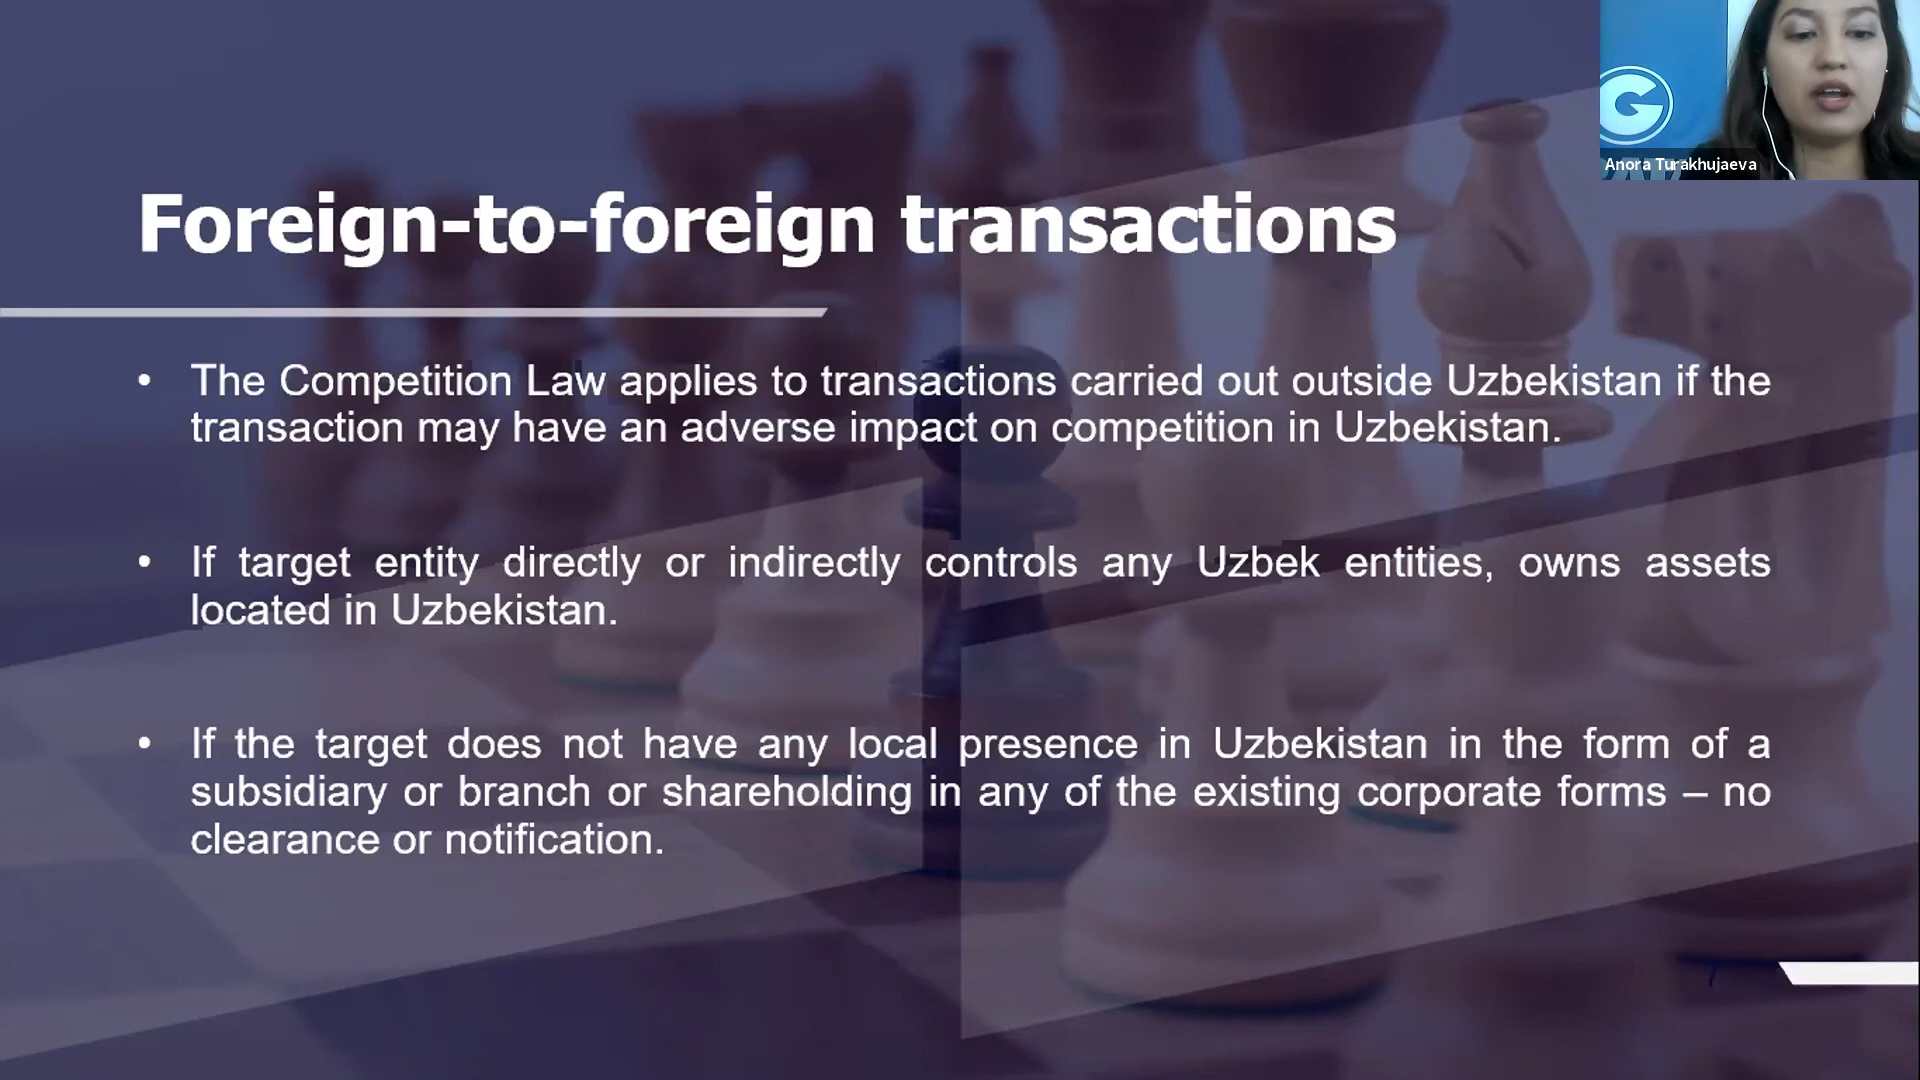 Anora Turakhujaeva
Foreign-to-foreign transactions
• The Competition Law applies to transactions carried out outside Uzbekistan if the
transaction may have an adverse impact on competition in Uzbekistan.
• If target entity directly or indirectly controls any Uzbek entities, owns assets
located in Uzbekistan.
• If the target does not have any local presence in Uzbekistan in the form of a
subsidiary or branch or shareholding in any of the existing corporate forms – no
clearance or notification.